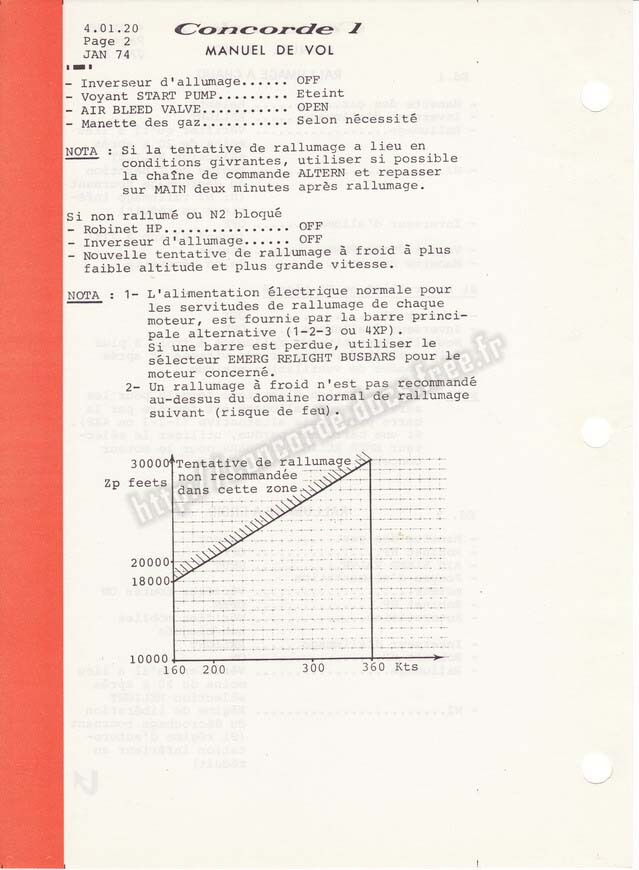 4.01.20
Page 2
JAN 74
Concorde 1
MANUEL DE VOL
- Inverseur d'allumage...... OFF
- Voyant START PUMP......... Eteint
- AIR BLEED VALVE........... OPEN
- Manette des gaz........... Selon nécessité
NOTA : Si la tentative de rallumage a lieu en
conditions givrantes, utiliser si possible
la chaîne de commande ALTERN et repasser
sur MAIN deux minutes après rallumage.
Si non rallumé ou N2 bloqué
- Robinet HP................ OFF
- Inverseur d'allumage...... OFF
- Nouvelle tentative de rallumage à froid à plus
faible altitude et plus grande vitesse.
NOTA : 1- L'alimentation électrique normale pour
les servitudes de rallumage de chaque
moteur, est fournie par la barre princi-
pale alternative (1-2-3 ou 4XP).
Si une barre est perdue, utiliser le
sélecteur EMERG RELIGHT BUSBARS pour le
moteur concerné.
2- Un rallumage à froid n'est pas recommandé
au-dessus du domaine normal de rallumage
suivant (risque de feu).
30000 Tentative de rallumage
Zp feets non recommandée
dans cette zone
20000
18000
10000
160 200 300 360 Kts